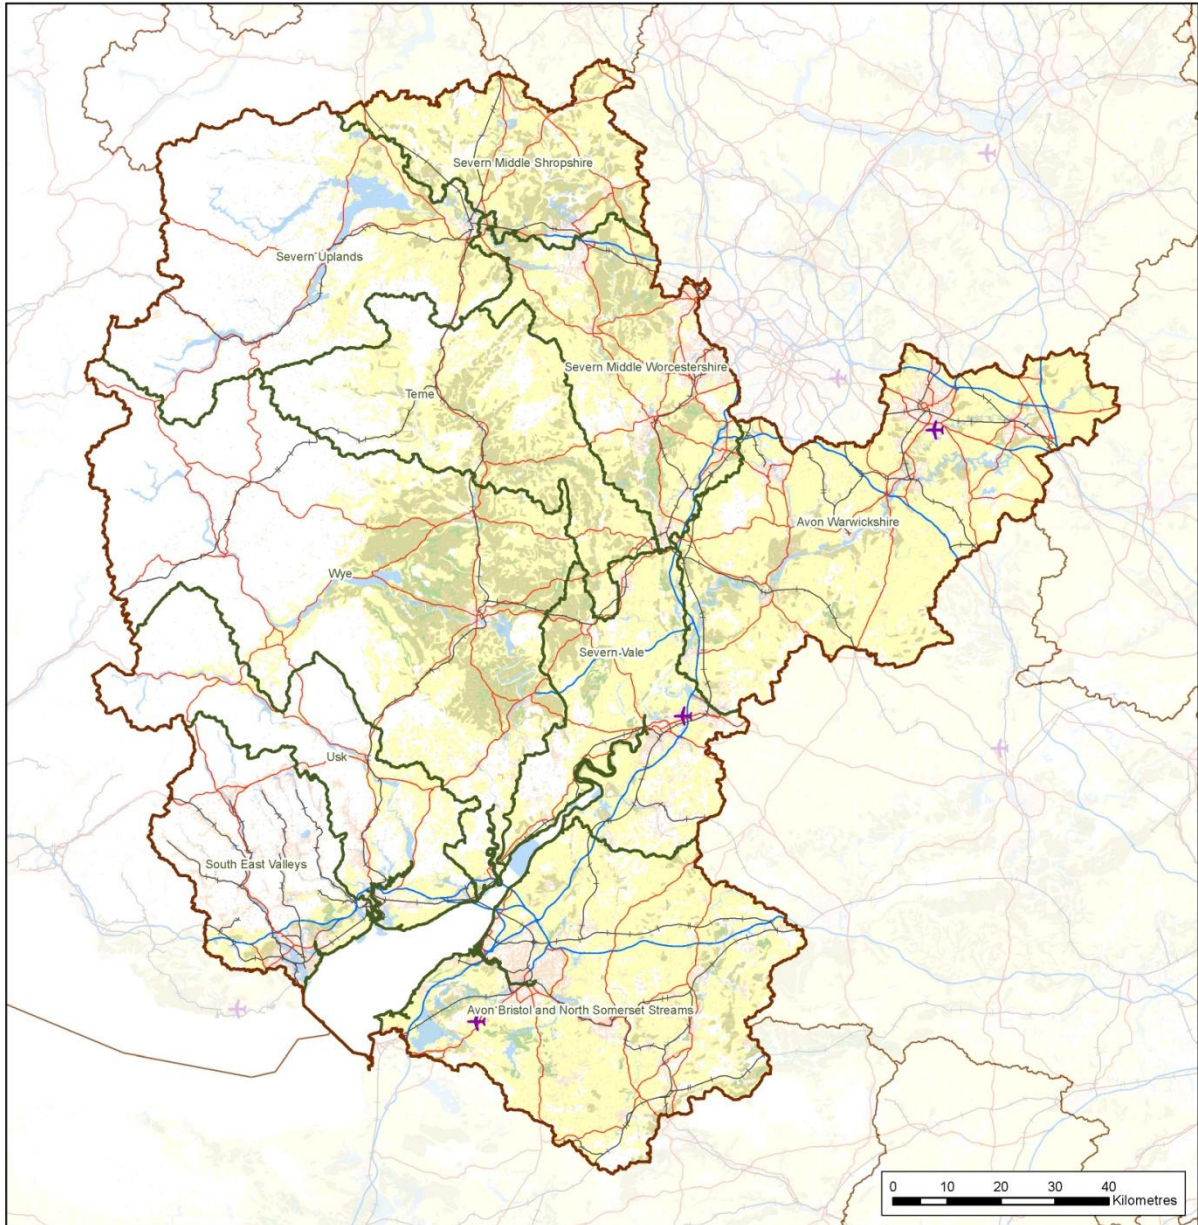 Severn Middle Shropshire
Severn Uplands
Severn Middle Worcestershire
Teme
Avon Warwickshire
Wye
Severn Vale
Usk
South East Valleys
Avon Bristol and North Somerset Streams
0 10 20 30 40
Kilometres